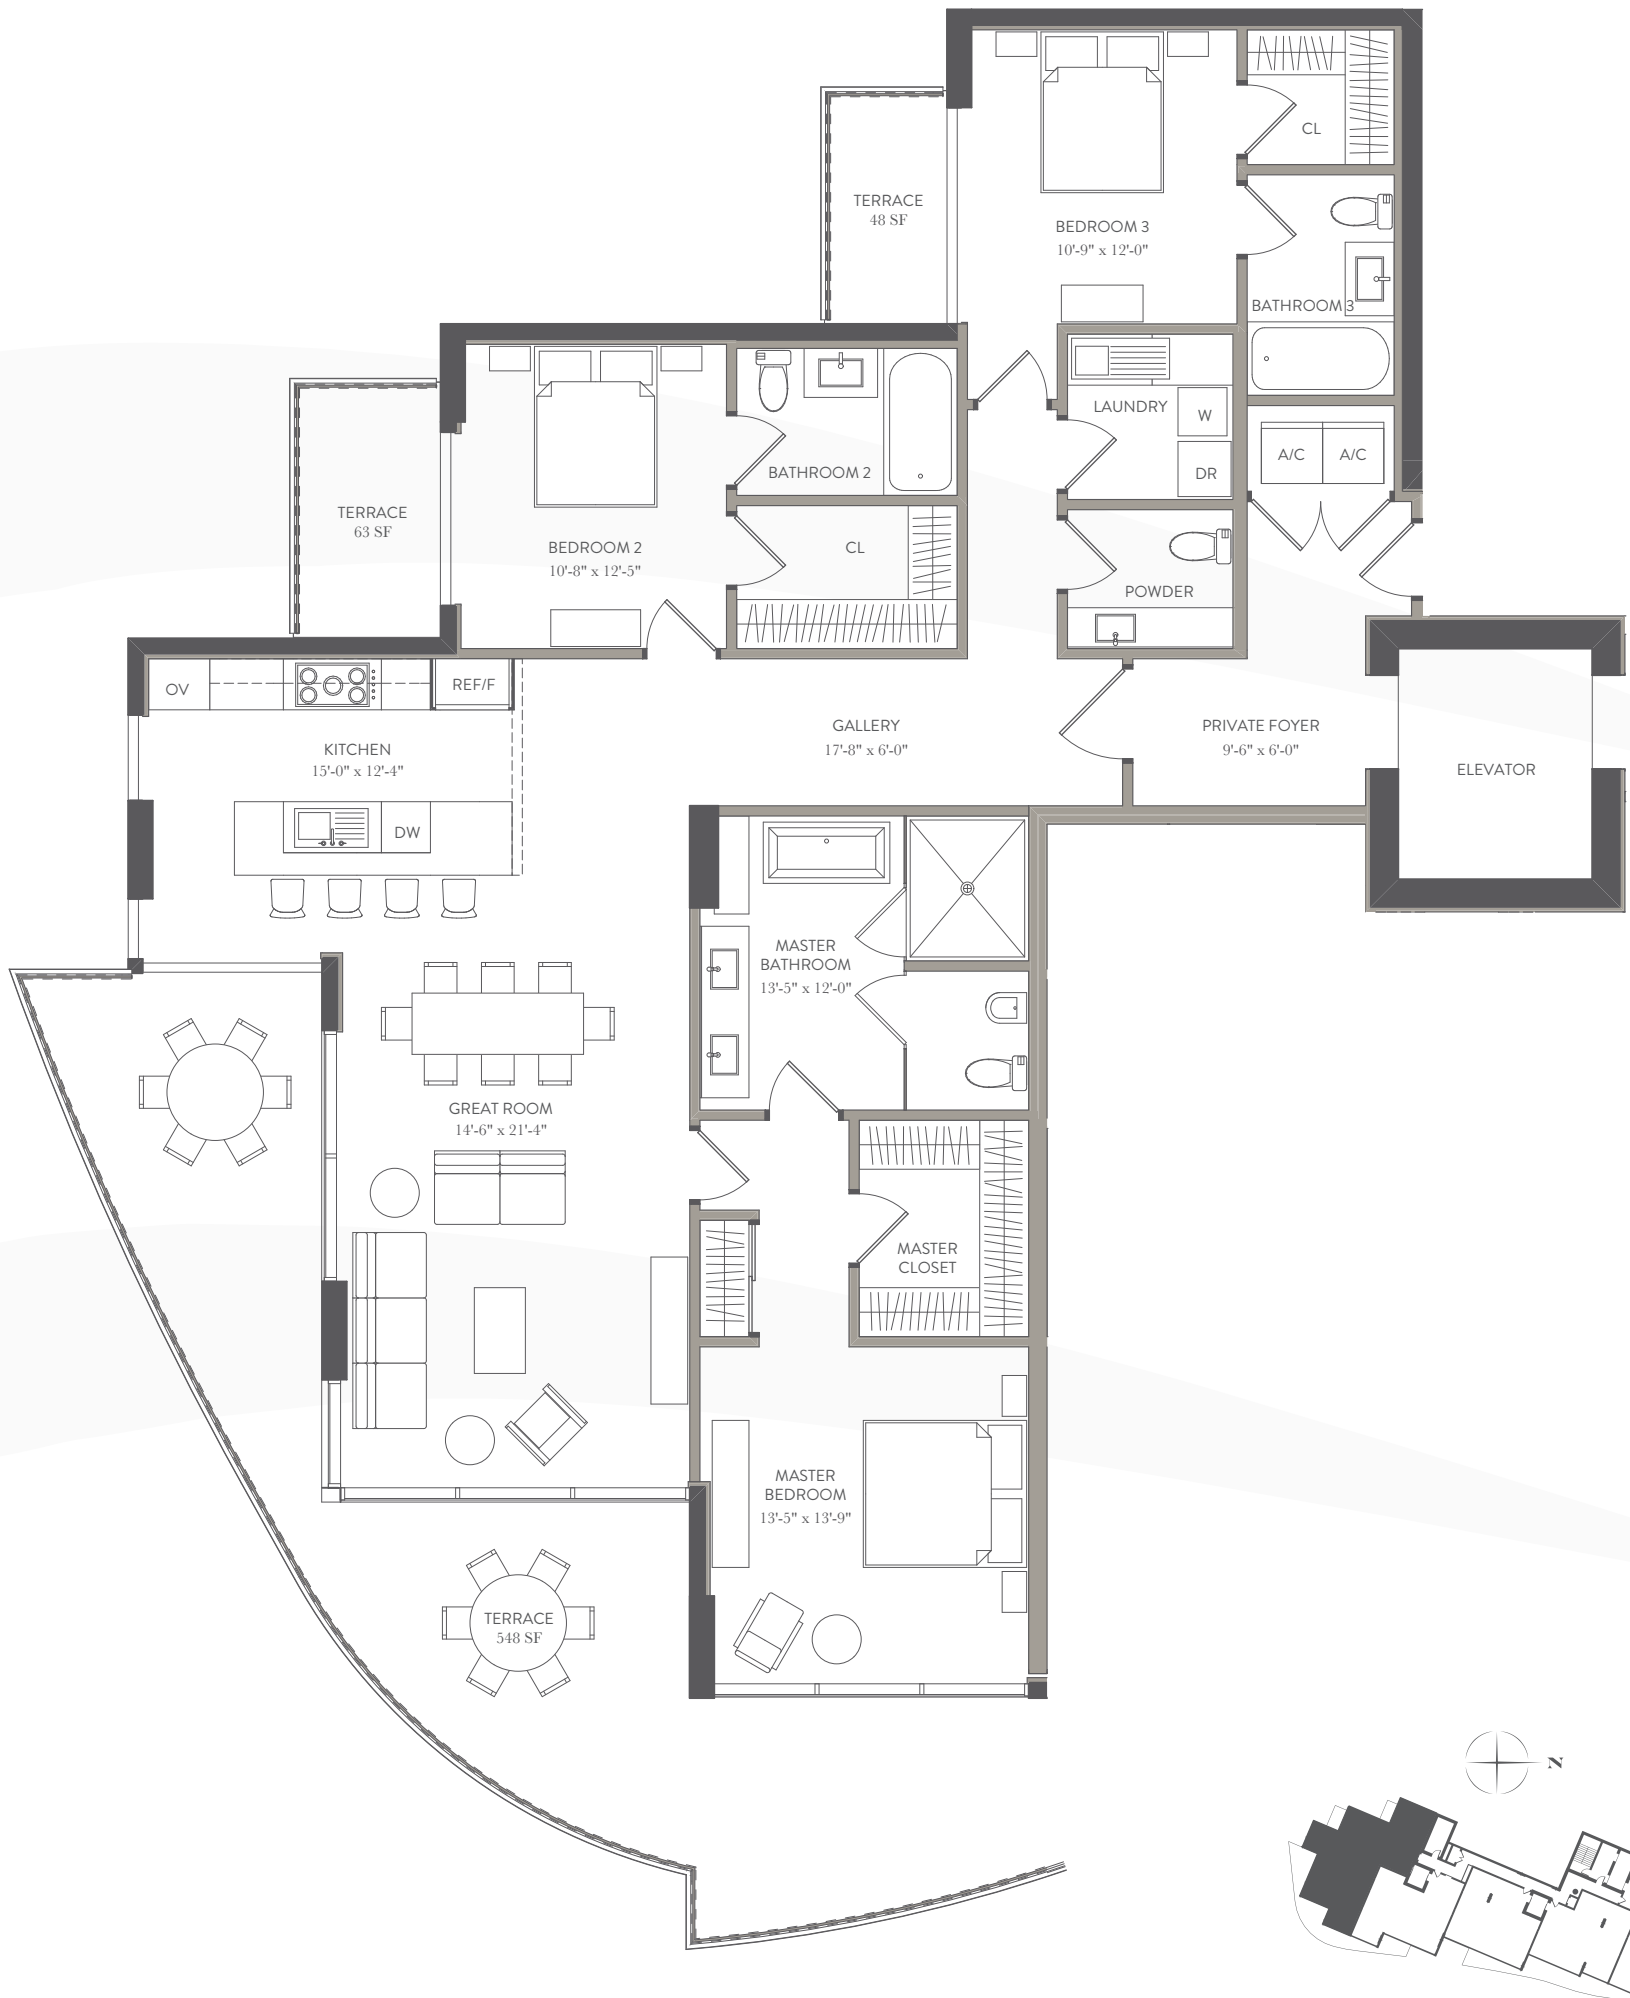 CL
TERRACE
48 SF
BEDROOM 3
10'-9" x 12'-0"
BATHROOM 3
LAUNDRY
W
DR
A/C
A/C
BATHROOM 2
TERRACE
63 SF
BEDROOM 2
10'-8" x 12'-5"
CL
POWDER
OV
REF/F
KITCHEN
15'-0" x 12'-4"
GALLERY
17'-8" x 6'-0"
PRIVATE FOYER
9'-6" x 6'-0"
ELEVATOR
DW
MASTER
BATHROOM
13'-5" x 12'-0"
GREAT ROOM
14'-6" x 21'-4"
MASTER
CLOSET
MASTER
BEDROOM
13'-5" x 13'-9"
TERRACE
548 SF
N